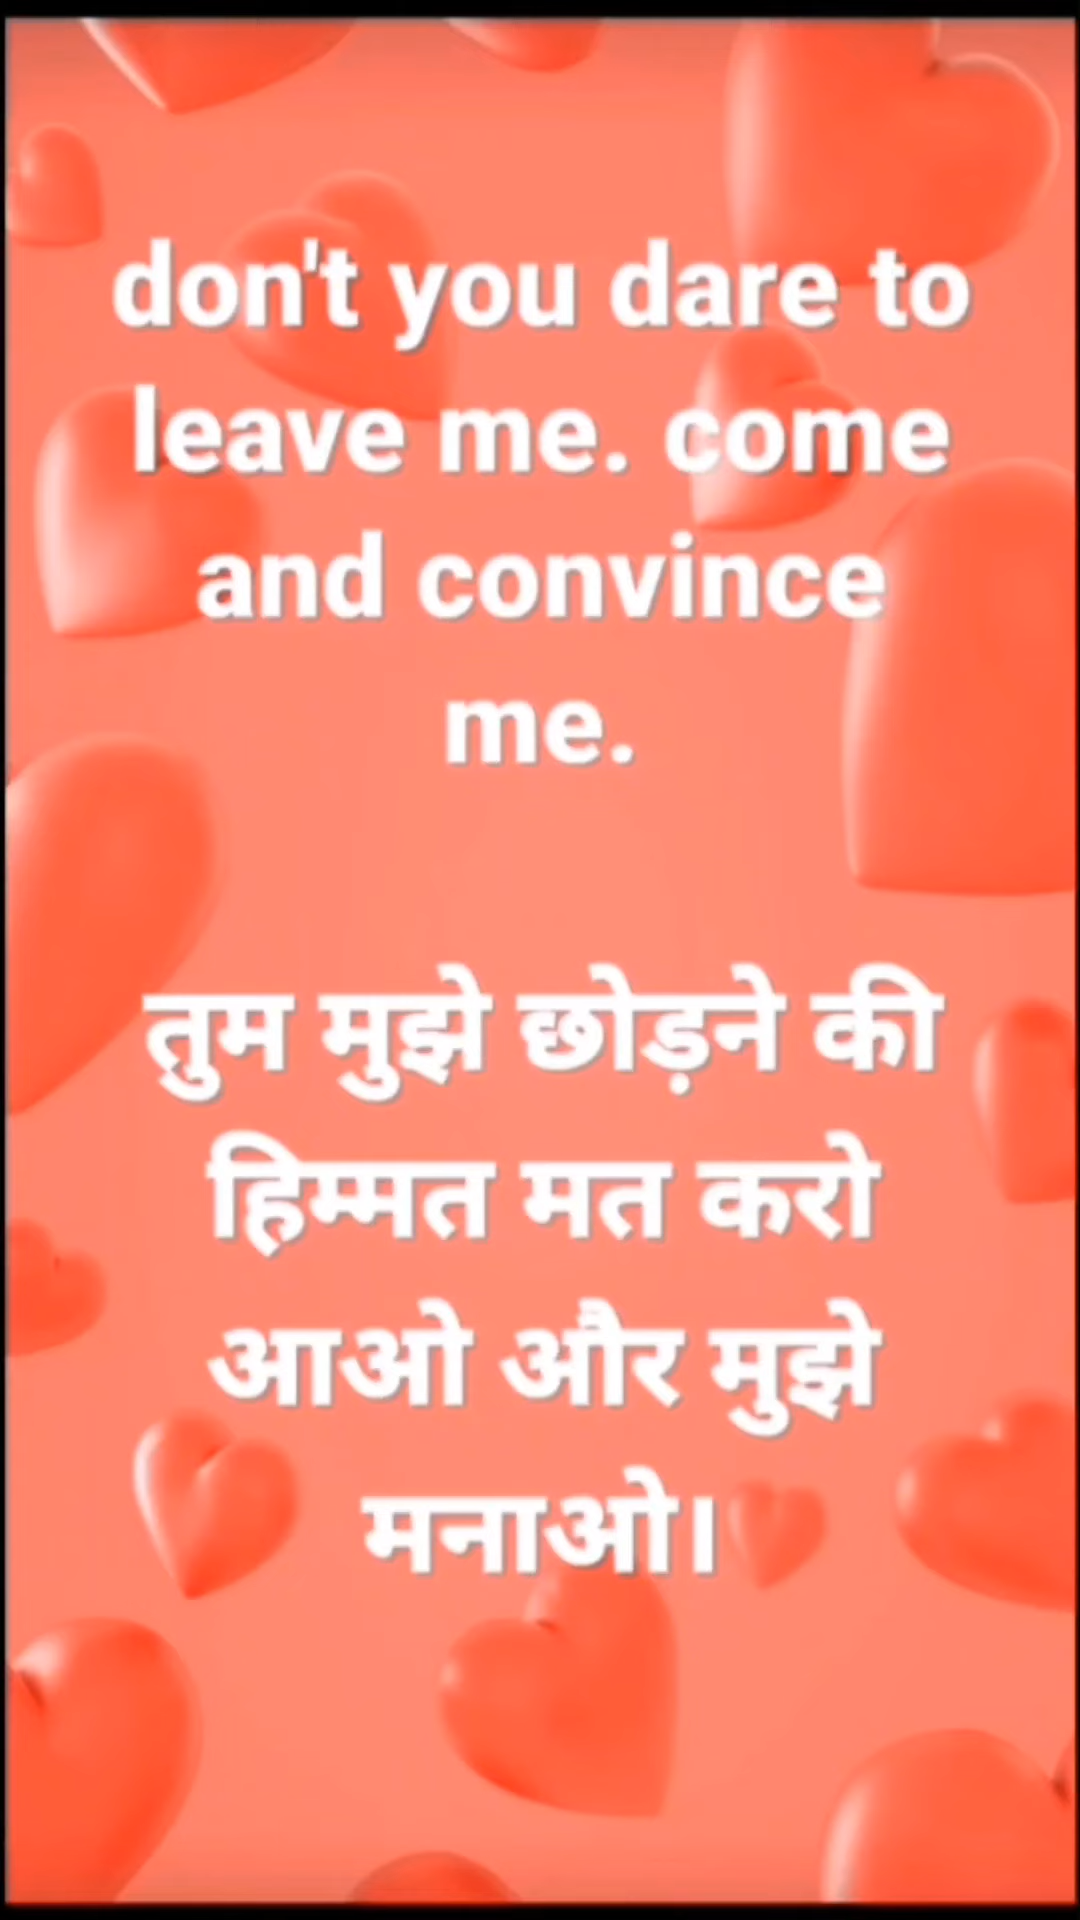 don't you dare to
leave me. come
and convince
me.
तुम मुझे छोड़ने की
हिम्मत मत करो
आओ और मुझे
मनाओ।